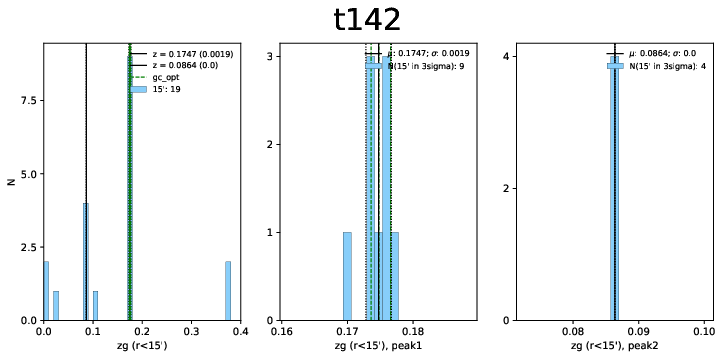 t142
z = 0.1747 (0.0019)
z = 0.0864 (0.0)
gc_opt
15': 19
N
7.5
5.0
2.5
0.0
0.0 0.1 0.2 0.3 0.4
zg (r<15')
μ: 0.1747; σ: 0.0019
N(15' in 3sigma): 9
3
2
1
0
0.16 0.17 0.18
zg (r<15'), peak1
μ: 0.0864; σ: 0.0
N(15' in 3sigma): 4
4
2
0
0.08 0.09 0.10
zg (r<15'), peak2